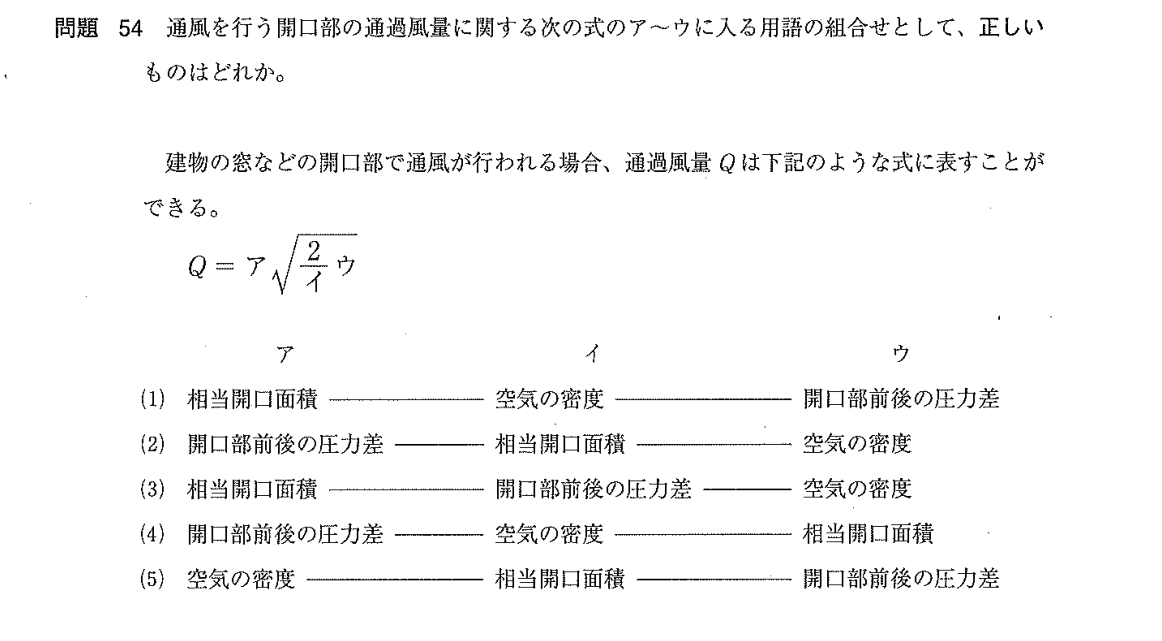 問題 54 通風を行う開口部の通過風量に関する次の式のア～ウに入る用語の組合せとして、正しい
ものはどれか。
建物の窓などの開口部で通風が行われる場合、通過風量 Q は下記のような式に表すことが
できる。
Q = ア√(2/イ ウ)
ア イ ウ
(1) 相当開口面積 ――― 空気の密度 ――― 開口部前後の圧力差
(2) 開口部前後の圧力差 ――― 相当開口面積 ――― 空気の密度
(3) 相当開口面積 ――― 開口部前後の圧力差 ――― 空気の密度
(4) 開口部前後の圧力差 ――― 空気の密度 ――― 相当開口面積
(5) 空気の密度 ――― 相当開口面積 ――― 開口部前後の圧力差